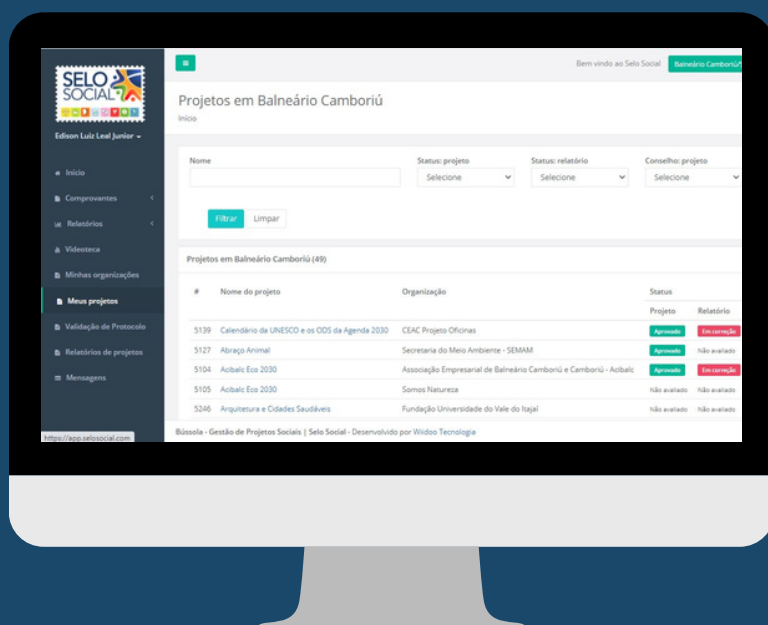 SELO
SOCIAL
Edison Luiz Leal Junior
Início
Comprovantes
Relatórios
Videoteca
Minhas organizações
Meus projetos
Validação de Protocolo
Relatórios de projetos
Mensagens
https://app.selosocial.com
Bem vindo ao Selo Social
Balneário Camboriú/
Projetos em Balneário Camboriú
Início
Nome
Status: projeto
Status: relatório
Conselho: projeto
Selecione
Selecione
Selecione
Filtrar
Limpar
Projetos em Balneário Camboriú (49)
# Nome do projeto Organização Status
Projeto Relatório
5139 Calendário da UNESCO e os ODS da Agenda 2030 CEAC Projeto Oficinas Aprovado Em correção
5127 Abraço Animal Secretaria do Meio Ambiente - SEMAM Aprovado Não avaliado
5104 Acibalc Eco 2030 Associação Empresarial de Balneário Camboriú e Camboriú - Acibalc Aprovado Em correção
5105 Acibalc Eco 2030 Somos Natureza Não avaliado Não avaliado
5246 Arquitetura e Cidades Saudáveis Fundação Universidade do Vale do Itajaí Não avaliado Não avaliado
Bússola - Gestão de Projetos Sociais | Selo Social - Desenvolvido por Wiidoo Tecnologia